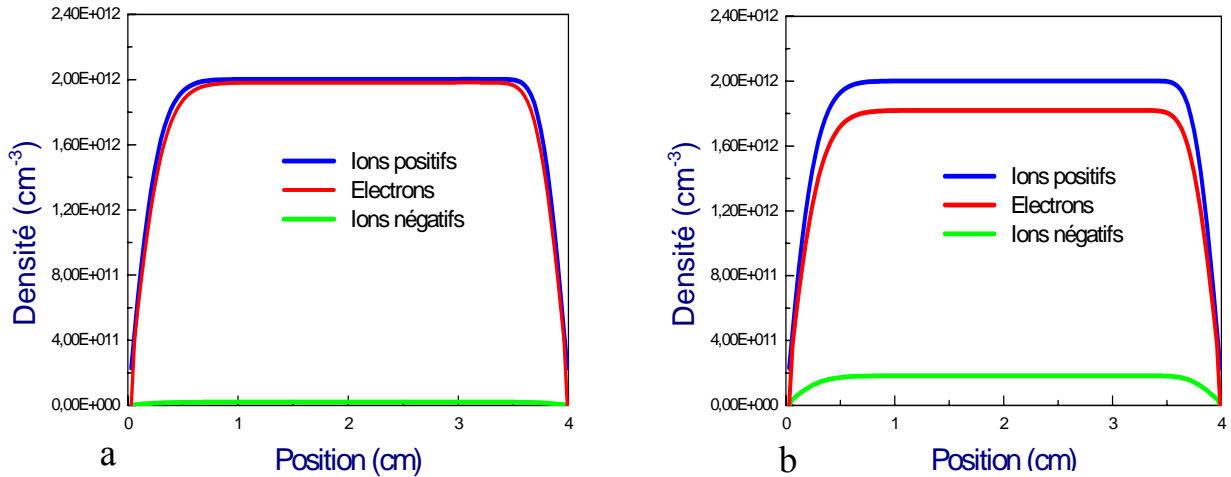 2,40E+012
2,00E+012
1,60E+012
1,20E+012
8,00E+011
4,00E+011
0,00E+000
Densité (cm-3)
Ions positifs
Electrons
Ions négatifs
0 1 2 3 4
Position (cm)
a
2,40E+012
2,00E+012
1,60E+012
1,20E+012
8,00E+011
4,00E+011
0,00E+000
Densité (cm-3)
Ions positifs
Electrons
Ions négatifs
0 1 2 3 4
Position (cm)
b